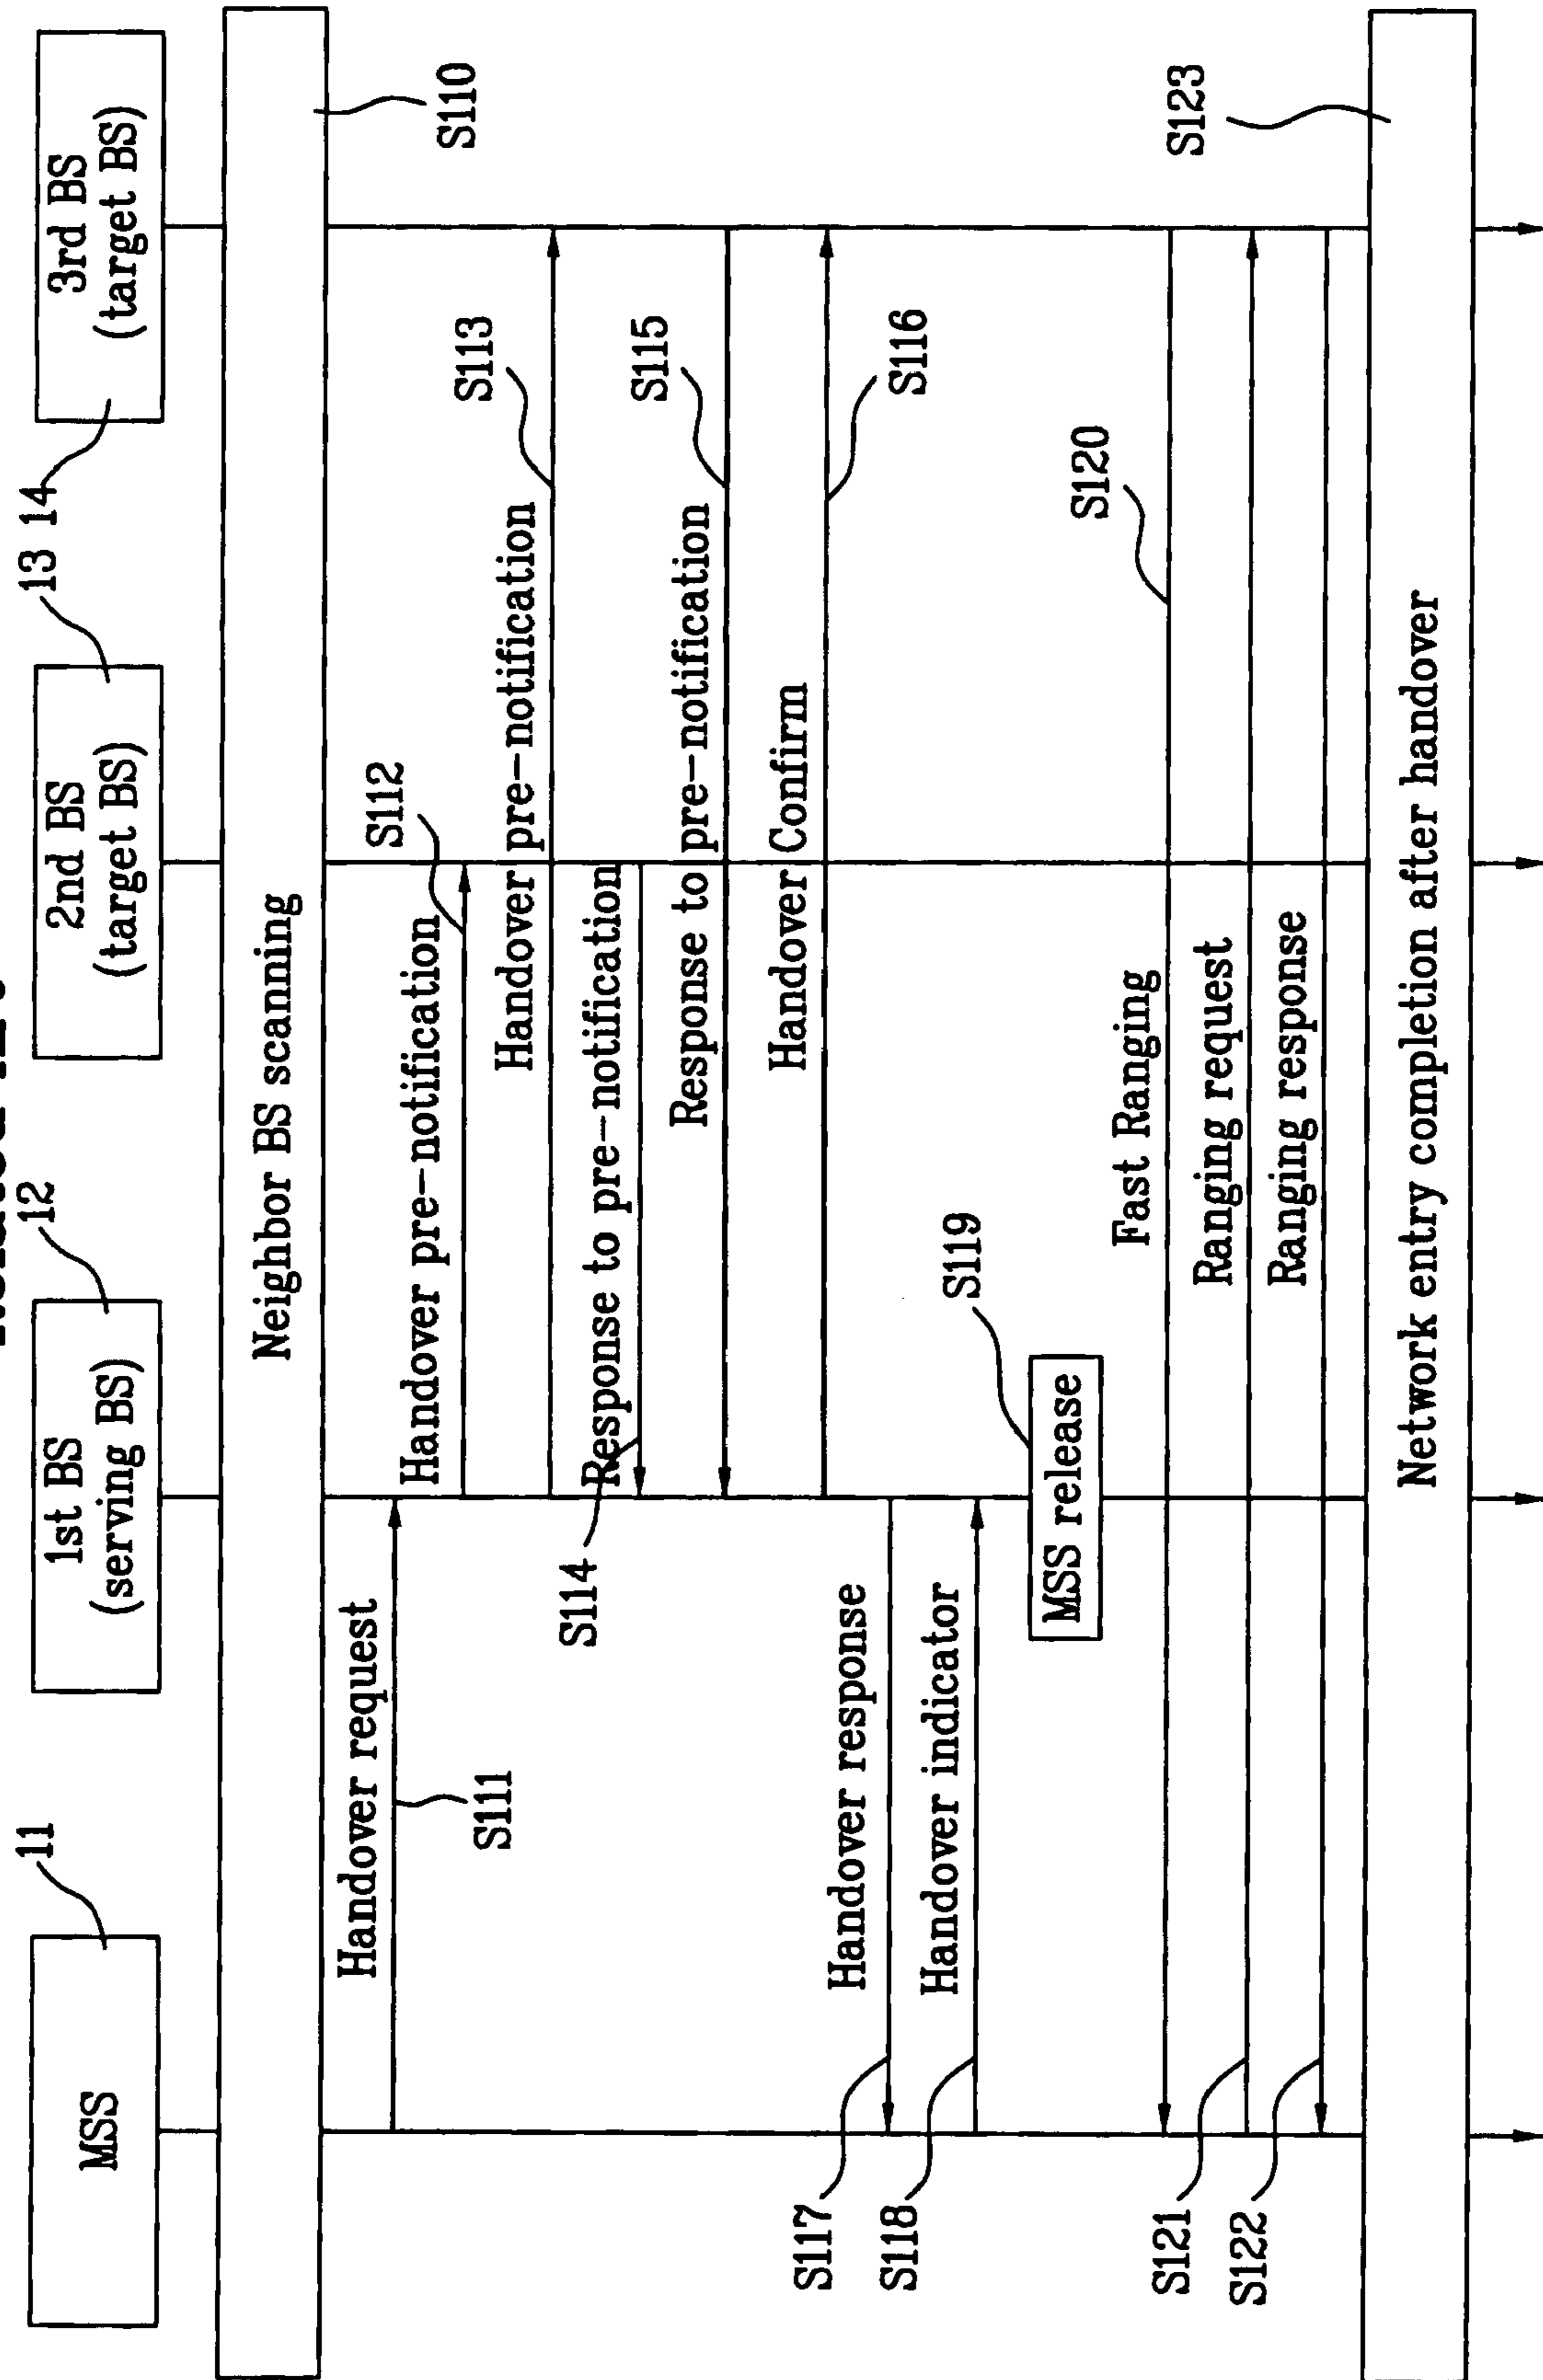 11
12
13
14
MSS
1st BS
(serving BS)
2nd BS
(target BS)
3rd BS
(target BS)
Neighbor BS scanning
S110
Handover request
S111
Handover pre-notification
S112
Handover pre-notification
S113
Response to pre-notification
S114
Response to pre-notification
S115
Handover Confirm
S116
Handover response
S117
Handover indicator
S118
MSS release
S119
Fast Ranging
S120
Ranging request
S121
Ranging response
S122
Network entry completion after handover
S123